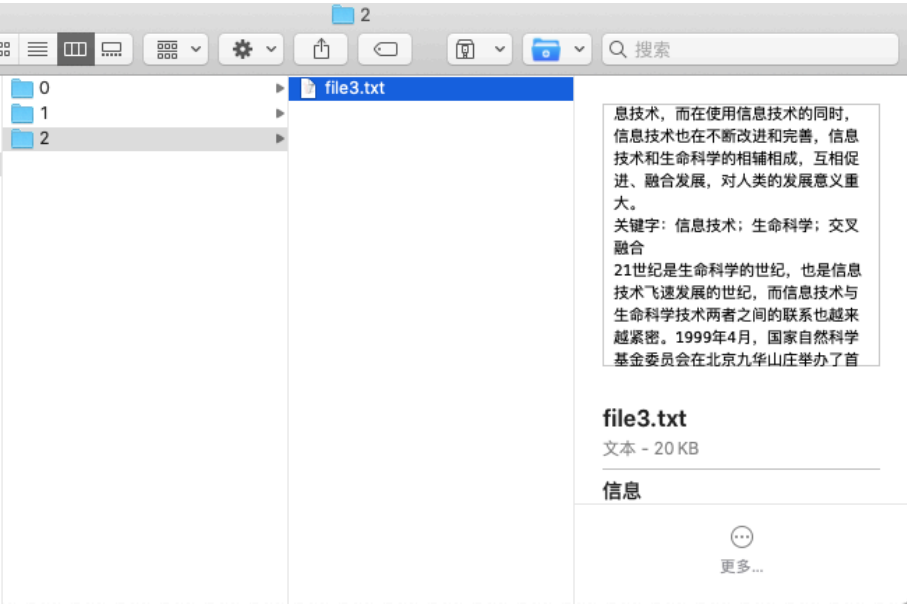 2
搜索
0
1
2
file3.txt
息技术，而在使用信息技术的同时，
信息技术也在不断改进和完善，信息
技术和生命科学的相辅相成，互相促
进、融合发展，对人类的发展意义重
大。
关键字：信息技术；生命科学；交叉
融合
21世纪是生命科学的世纪，也是信息
技术飞速发展的世纪，而信息技术与
生命科学技术两者之间的联系也越来
越紧密。1999年4月，国家自然科学
基金委员会在北京九华山庄举办了首
file3.txt
文本 - 20 KB
信息
更多...